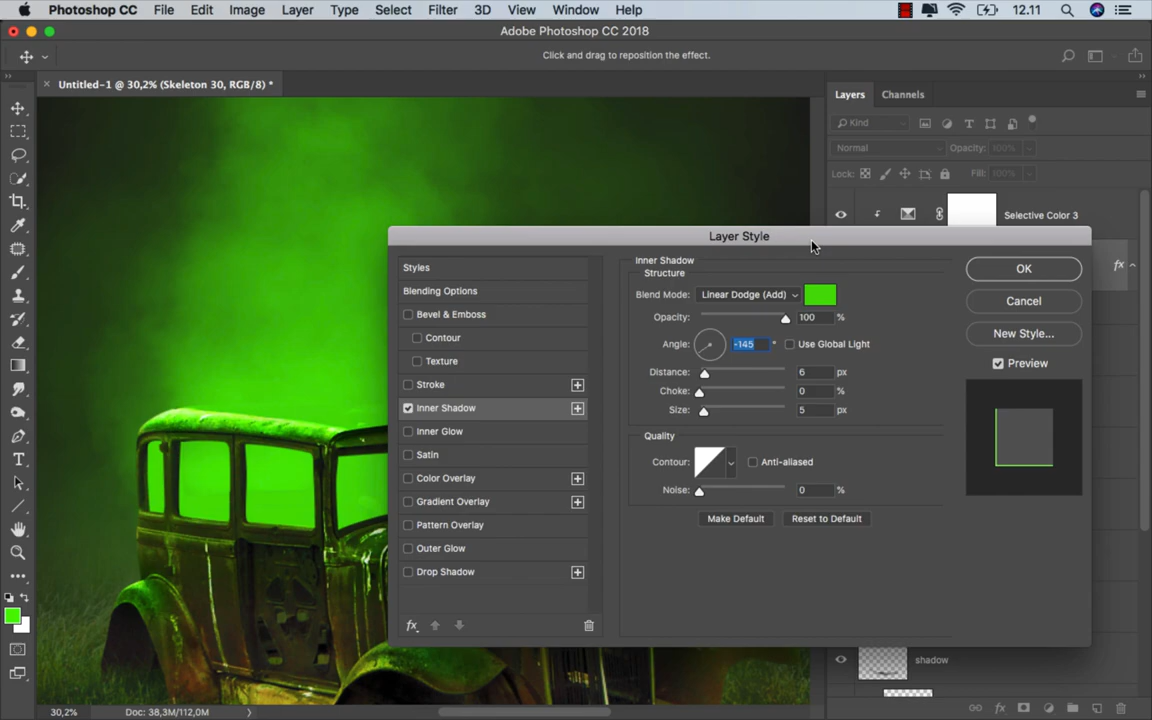 Photoshop CC File Edit Image Layer Type Select Filter 3D View Window Help 12.11
Adobe Photoshop CC 2018
Click and drag to reposition the effect.
Untitled-1 @ 30,2% (Skeleton 30, RGB/8) *
Layers Channels
Kind
Normal Opacity: 100%
Lock: Fill: 100%
Selective Color 3
fx
Layer Style
Styles
Blending Options
Bevel & Emboss
Contour
Texture
Stroke
Inner Shadow
Inner Glow
Satin
Color Overlay
Gradient Overlay
Pattern Overlay
Outer Glow
Drop Shadow
fx
Inner Shadow
Structure
Blend Mode: Linear Dodge (Add)
Opacity: 100 %
Angle: -145 ° Use Global Light
Distance: 6 px
Choke: 0 %
Size: 5 px
Quality
Contour: Anti-aliased
Noise: 0 %
Make Default Reset to Default
OK
Cancel
New Style...
Preview
shadow
fx
30,2% Doc: 38,3M/112,0M